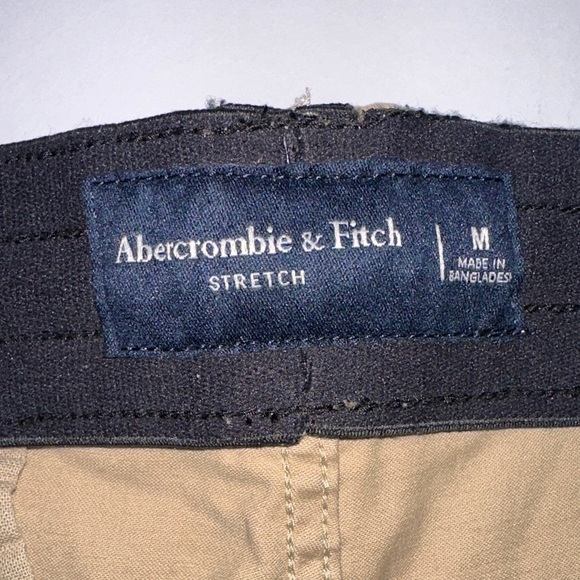 Abercrombie & Fitch
STRETCH
M
MADE IN
BANGLADES